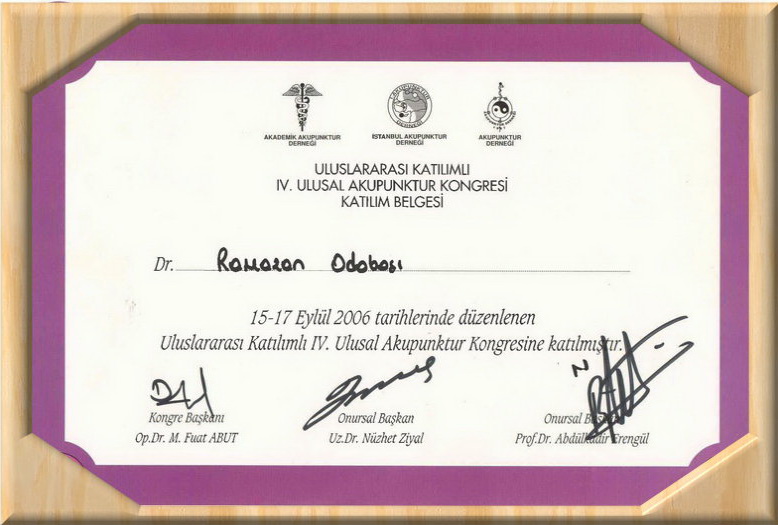 AKADEMİK AKUPUNKTUR
DERNEĞİ
AKUPUNKTUR
DERNEĞİ
İSTANBUL AKUPUNKTUR
DERNEĞİ
AKUPUNKTUR
DERNEĞİ
ULUSLARARASI KATILIMLI
IV. ULUSAL AKUPUNKTUR KONGRESİ
KATILIM BELGESİ
Dr. Ramazan Odabaşı
15-17 Eylül 2006 tarihlerinde düzenlenen
Uluslararası Katılımlı IV. Ulusal Akupunktur Kongresine katılmıştır.
Kongre Başkanı
Op.Dr. M. Fuat ABUT
Onursal Başkan
Uz.Dr. Nüzhet Ziyal
Onursal Başkan
Prof.Dr. Abdülkadir Erengül